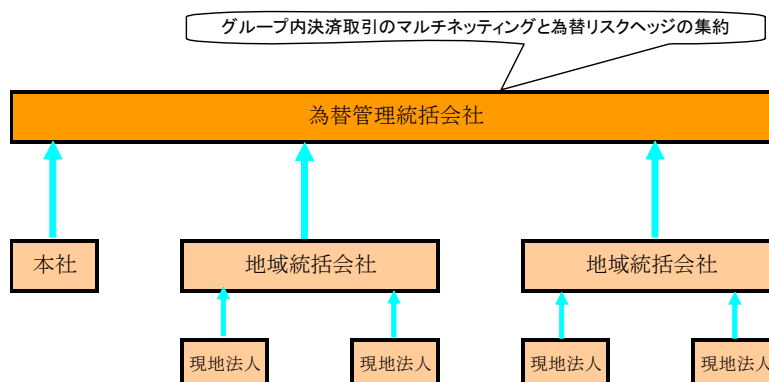 グループ内決済取引のマルチネッティングと為替リスクヘッジの集約
為替管理統括会社
本社
地域統括会社
地域統括会社
現地法人
現地法人
現地法人
現地法人